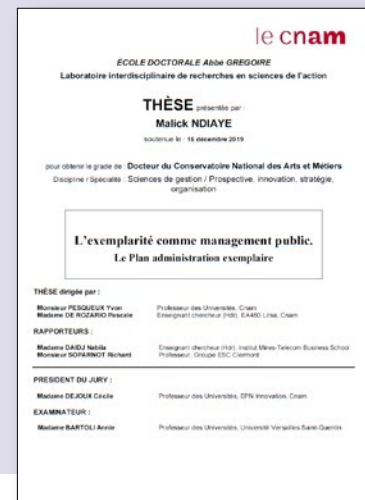 le cnam
ÉCOLE DOCTORALE Abbé GREGOIRE
Laboratoire interdisciplinaire de recherches en sciences de l'action
THÈSE présentée par :
Malick NDIAYE
soutenue le : 16 décembre 2019
pour obtenir le grade de : Docteur du Conservatoire National des Arts et Métiers
Discipline / Spécialité : Sciences de gestion / Prospective, innovation, stratégie,
organisation
L'exemplarité comme management public.
Le Plan administration exemplaire
THÈSE dirigée par :
Monsieur PESQUEUX Yvon Professeur des Universités, Cnam
Madame DE ROZARIO Pascale Enseignant chercheur (Hdr), EA4603 Lirsa, Cnam
RAPPORTEURS :
Madame DAIDJ Nabila Enseignant chercheur (Hdr), Institut Mines-Telecom Business School
Monsieur SOPARNOT Richard Professeur, Groupe ESC Clermont
PRESIDENT DU JURY :
Madame DEJOUX Cécile Professeur des Universités, EPN Innovation, Cnam
EXAMINATEUR :
Madame BARTOLI Annie Professeur des Universités, Université Versailles Saint-Quentin